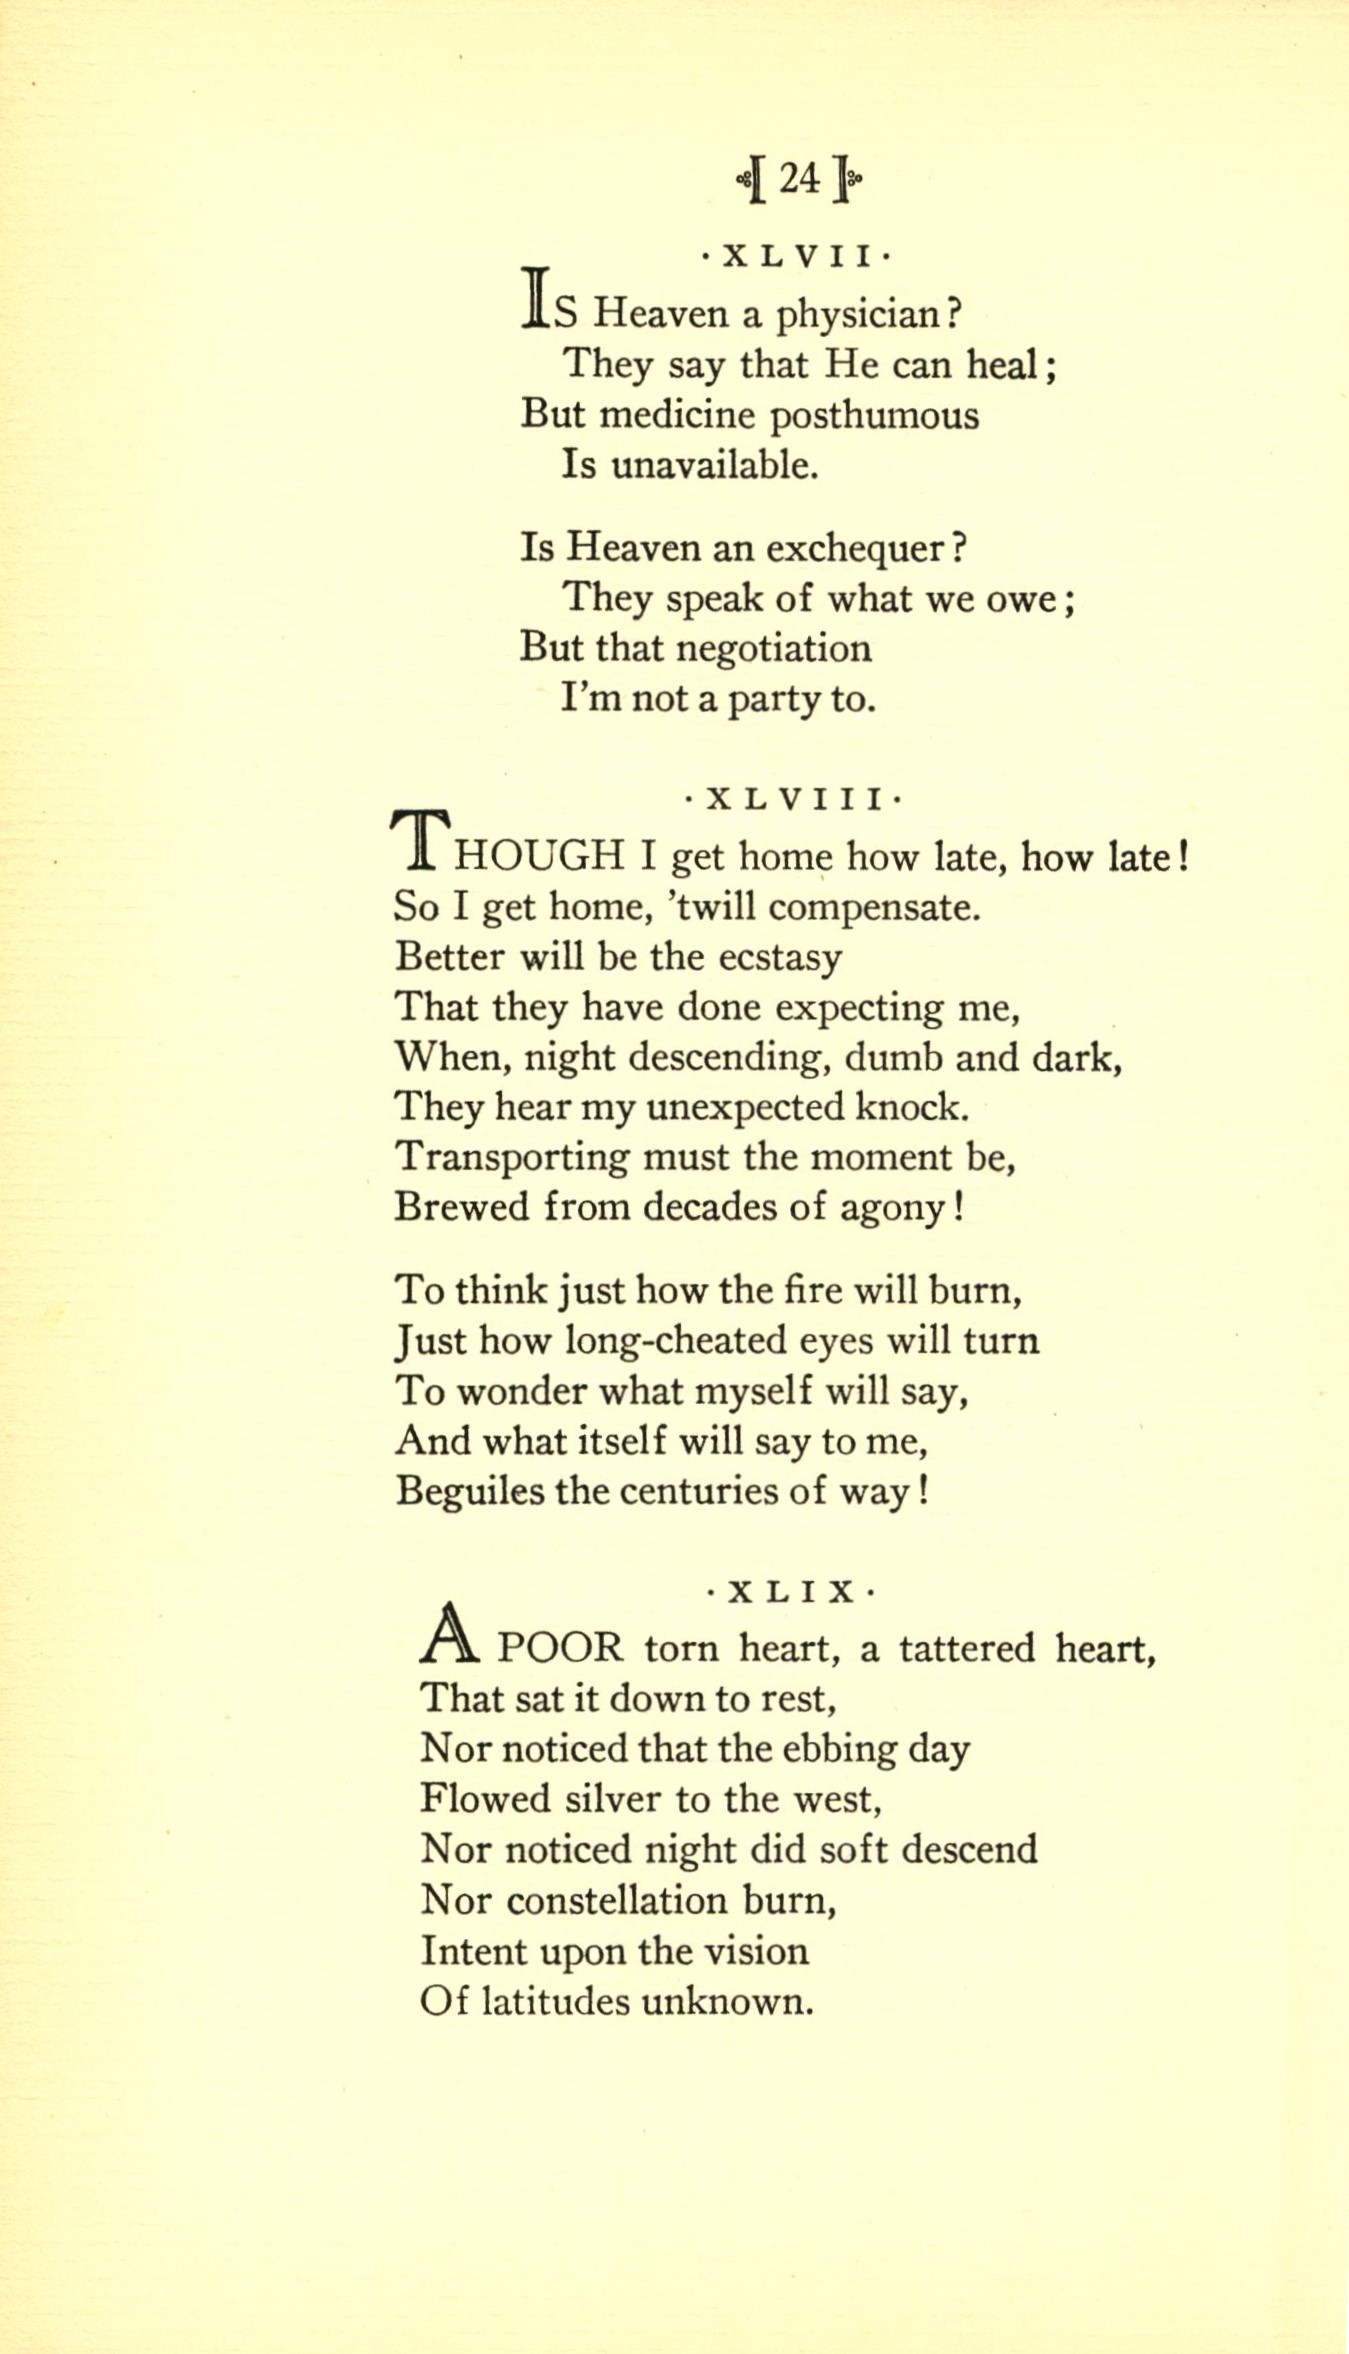 [ 24 ]
·XLVII·
Is Heaven a physician?
They say that He can heal;
But medicine posthumous
Is unavailable.
Is Heaven an exchequer?
They speak of what we owe;
But that negotiation
I'm not a party to.
·XLVIII·
THOUGH I get home how late, how late!
So I get home, 'twill compensate.
Better will be the ecstasy
That they have done expecting me,
When, night descending, dumb and dark,
They hear my unexpected knock.
Transporting must the moment be,
Brewed from decades of agony!
To think just how the fire will burn,
Just how long-cheated eyes will turn
To wonder what myself will say,
And what itself will say to me,
Beguiles the centuries of way!
·XLIX·
A POOR torn heart, a tattered heart,
That sat it down to rest,
Nor noticed that the ebbing day
Flowed silver to the west,
Nor noticed night did soft descend
Nor constellation burn,
Intent upon the vision
Of latitudes unknown.